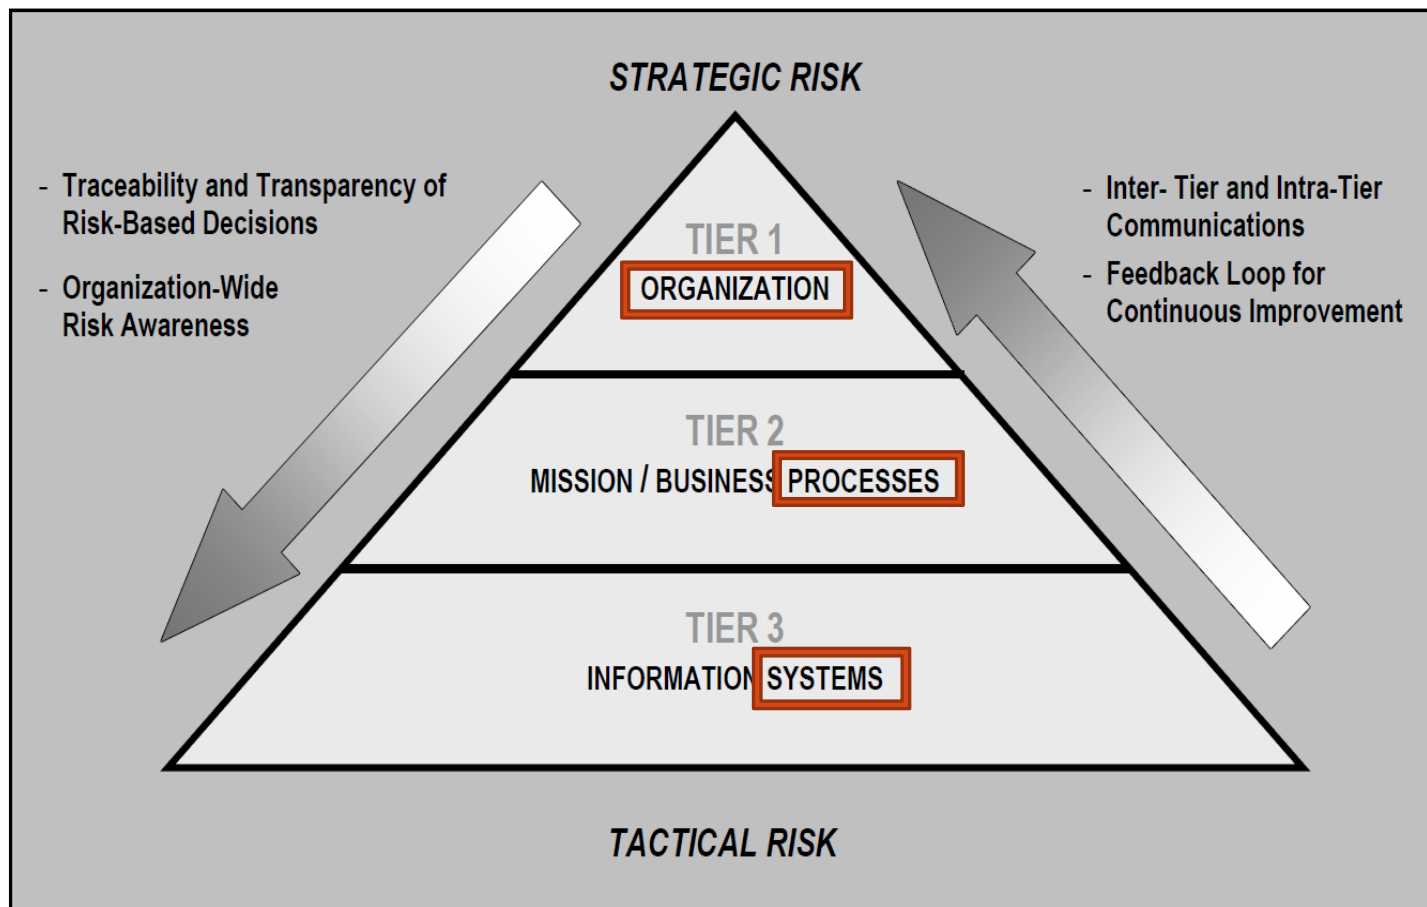 STRATEGIC RISK
- Traceability and Transparency of
Risk-Based Decisions
- Organization-Wide
Risk Awareness
- Inter- Tier and Intra-Tier
Communications
- Feedback Loop for
Continuous Improvement
TIER 1
ORGANIZATION
TIER 2
MISSION / BUSINESS PROCESSES
TIER 3
INFORMATION SYSTEMS
TACTICAL RISK